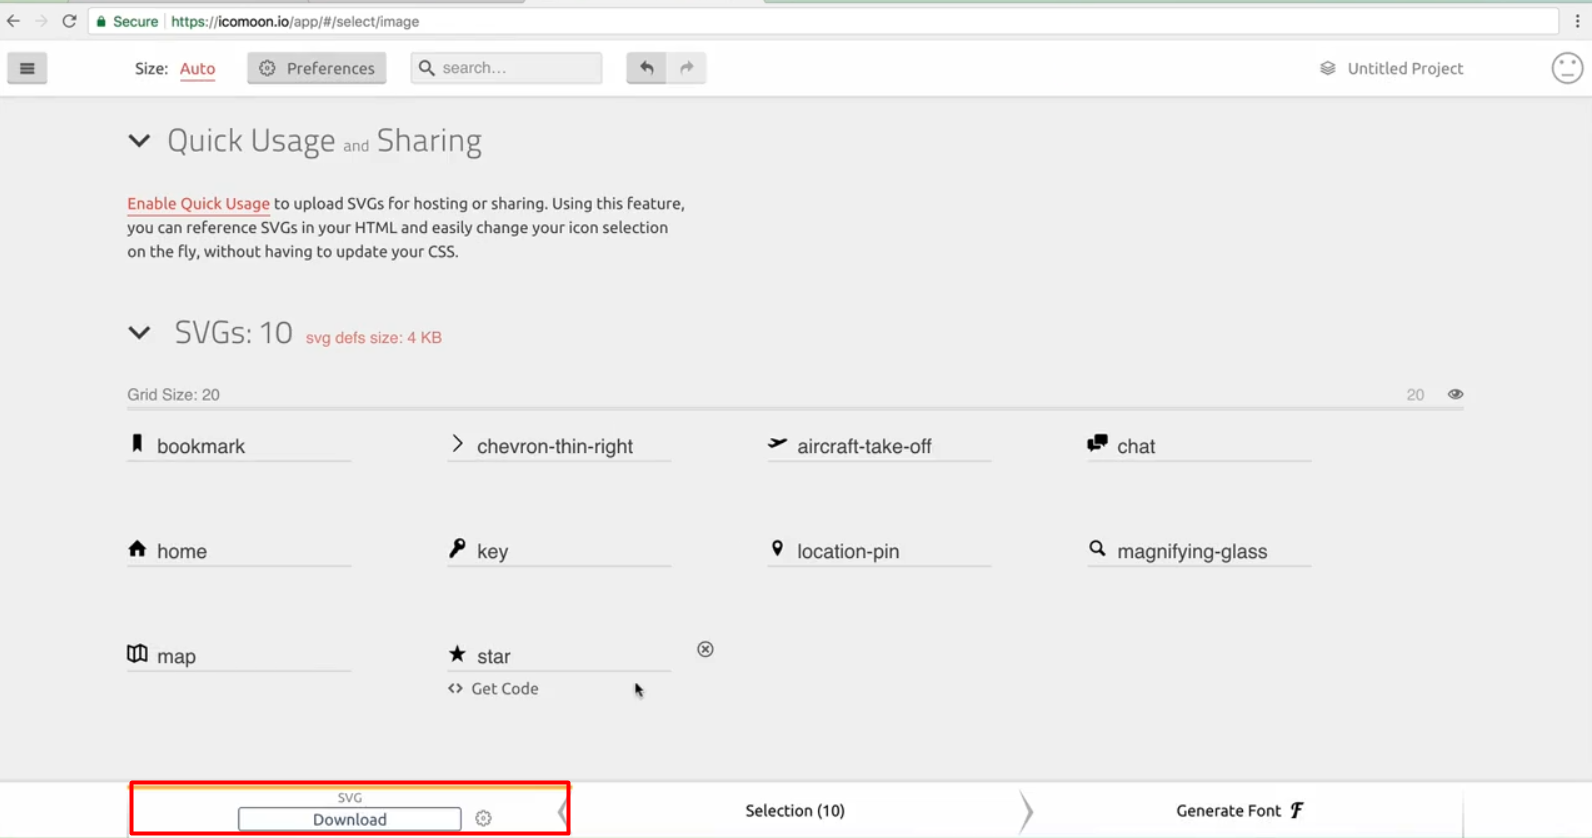 Secure https://icomoon.io/app/#/select/image
Size: Auto Preferences search... Untitled Project
Quick Usage and Sharing
Enable Quick Usage to upload SVGs for hosting or sharing. Using this feature,
you can reference SVGs in your HTML and easily change your icon selection
on the fly, without having to update your CSS.
SVGs: 10 svg defs size: 4 KB
Grid Size: 20 20
bookmark chevron-thin-right aircraft-take-off chat
home key location-pin magnifying-glass
map star
<> Get Code
SVG
Download
Selection (10)
Generate Font F